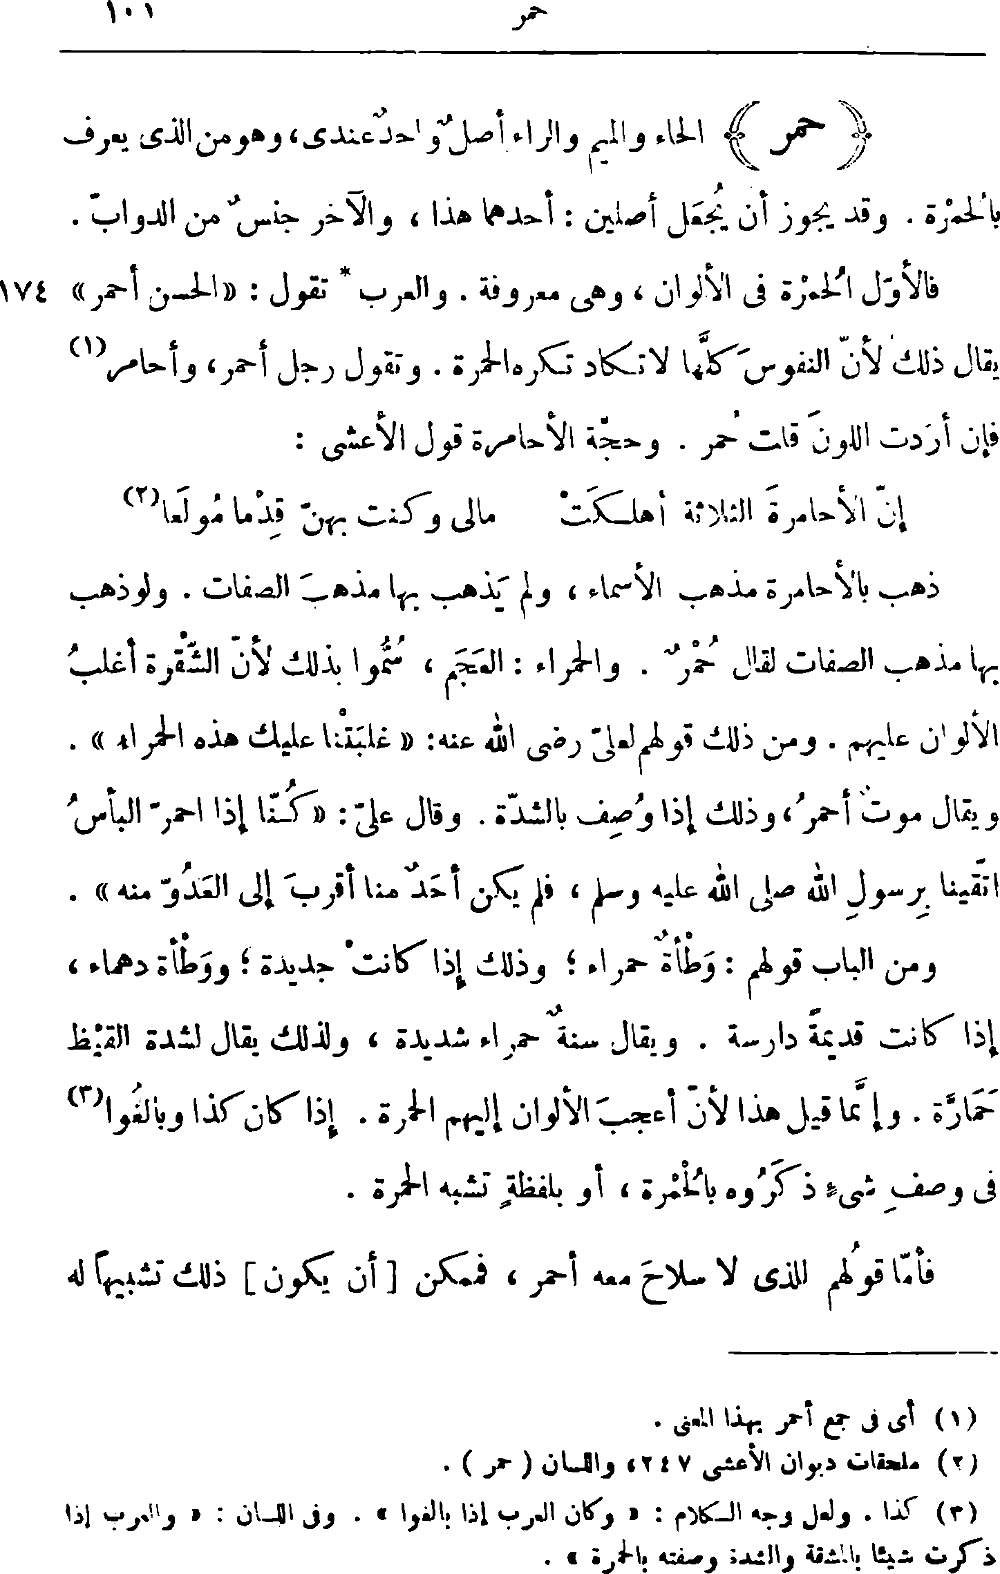 ١٠١ حمر
﴿ حمر ﴾ الحاء والميم والراء أصلٌ واحدٌ عندى، وهو من الذى يعرف
بالحُمْرة . وقد يجوز أن يُجعَل أصلين : أحدهما هذا ، والآخر جنسٌ من الدوابّ .
فالأوّل الحُمْرة فى الألوان ، وهى معروفة . والعرب * تقول : «الحسن أحمر» ١٧٤
يقال ذلك لأنّ النفوسَ كلَّها لا تكاد تكره الحمرة . وتقول رجل أحمر، وأحامر(١)
فإن أردت اللونَ قلت حُمر . وحجّة الأحامرة قول الأعشى :
إنّ الأحامرةَ الثلاثة أهلكَتْ مالى وكنت بهنّ قِدْما مُولَعا(٢)
ذهب بالأحامرة مذهب الأسماء ، ولم يَذهب بها مذهبَ الصفات . ولو ذهب
بها مذهب الصفات لقال حُمْرٌ . والحمراء : العَجَم ، سُمُّوا بذلك لأنّ الشُّقْرة أغلبُ
الألوان عليهم . ومن ذلك قولهم لعلىّ رضى الله عنه: « غلبَتْنا عليك هذه الحمراء » .
ويقال موتٌ أحمرُ، وذلك إذا وُصِف بالشدّة . وقال علىّ : « كُنّا إذا احمرّ البأسُ
اتّقينا بِرسولِ الله صلى الله عليه وسلم ، فلم يكن أحَدٌ منا أقربَ إلى العَدُوّ منه » .
ومن الباب قولهم : وَطْأةٌ حمراء ؛ وذلك إذا كانتْ جديدة ؛ ووَطْأة دهماء ،
إذا كانت قديمةً دارسة . ويقال سنةٌ حمراء شديدة ، ولذلك يقال لشدة القيْظ
حَمَارَّة . وإنَّما قيل هذا لأنّ أعجبَ الألوان إليهم الحمرة . إذا كان كذا وبالغُوا(٣)
فى وصفِ شىءٍ ذكَرُوه بالحُمْرة ، أو بلفظةٍ تشبه الحمرة .
فأمّا قولُهم للذى لا سلاحَ معه أحمر ، فممكن [ أن يكون ] ذلك تشبيهاً له
(١) أى فى جمع أحمر بهذا المعنى .
(٢) ملحقات ديوان الأعشى ٢٤٧، واللسان ( حمر ) .
(٣) كذا . ولعل وجه الكلام : « وكان العرب إذا بالغوا » . وفى اللسان : « والعرب إذا
ذكرت شيئا بالمشقة والشدة وصفته بالحمرة » .